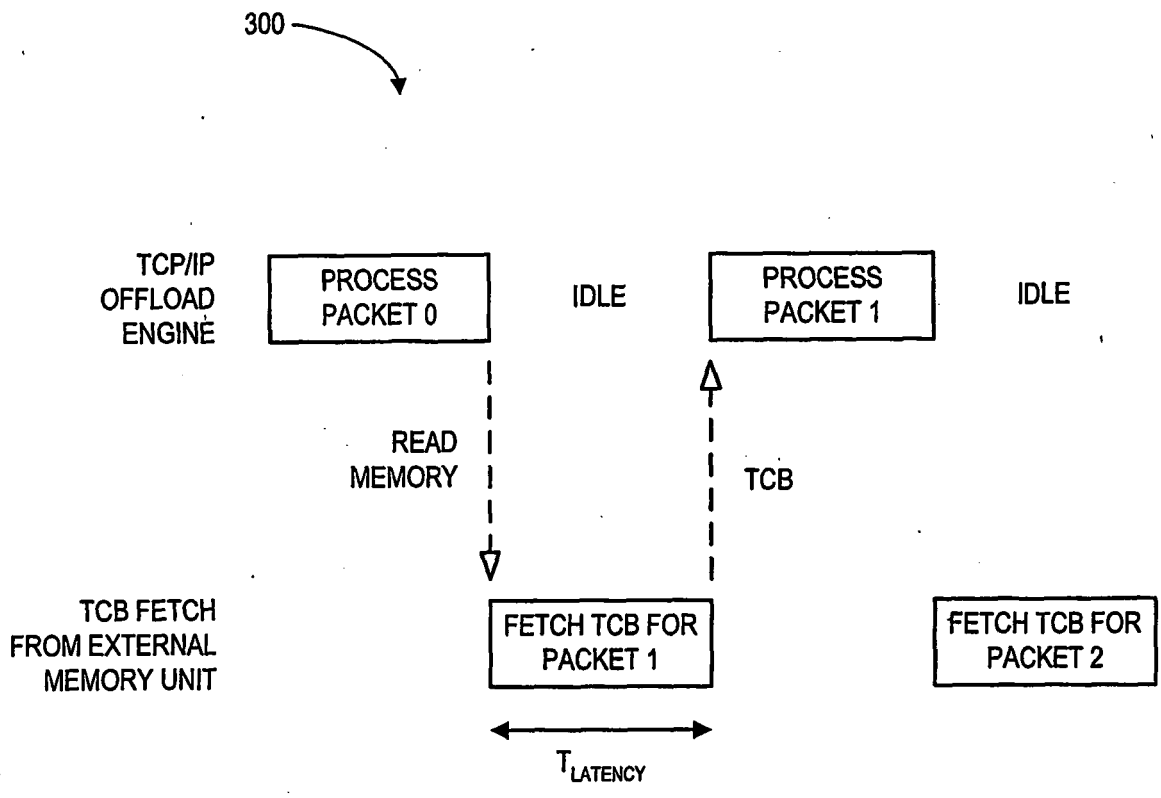 300
TCP/IP
OFFLOAD
ENGINE
PROCESS
PACKET 0
IDLE
PROCESS
PACKET 1
IDLE
READ
MEMORY
TCB
TCB FETCH
FROM EXTERNAL
MEMORY UNIT
FETCH TCB FOR
PACKET 1
FETCH TCB FOR
PACKET 2
TLATENCY